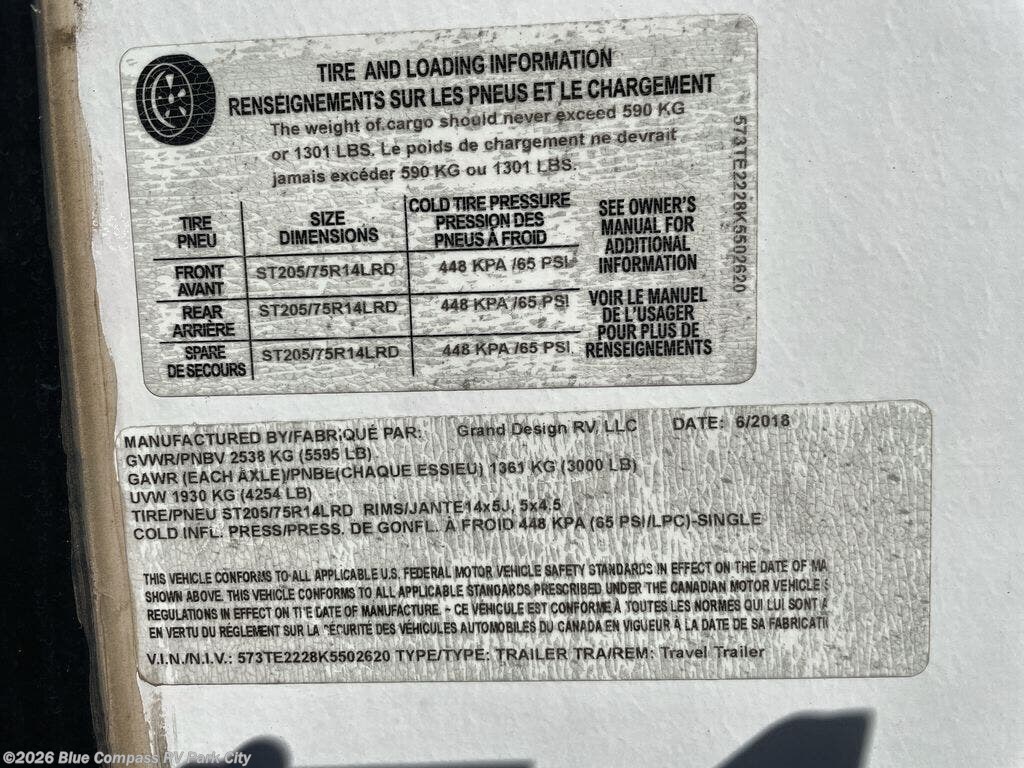 TIRE AND LOADING INFORMATION
RENSEIGNEMENTS SUR LES PNEUS ET LE CHARGEMENT
The weight of cargo should never exceed 590 KG
or 1301 LBS. Le poids de chargement ne devrait
jamais excéder 590 KG ou 1301 LBS.
TIRE PNEU SIZE DIMENSIONS COLD TIRE PRESSURE PRESSION DES PNEUS À FROID
FRONT AVANT ST205/75R14LRD 448 KPA /65 PSI
REAR ARRIÈRE ST205/75R14LRD 448 KPA /65 PSI
SPARE DE SECOURS ST205/75R14LRD 448 KPA /65 PSI
SEE OWNER'S
MANUAL FOR
ADDITIONAL
INFORMATION
VOIR LE MANUEL
DE L'USAGER
POUR PLUS DE
RENSEIGNEMENTS
573TE2228K5502620
MANUFACTURED BY/FABRIQUÉ PAR: Grand Design RV, LLC DATE: 6/2018
GVWR/PNBV 2538 KG (5595 LB)
GAWR (EACH AXLE)/PNBE(CHAQUE ESSIEU) 1361 KG (3000 LB)
UVW 1930 KG (4254 LB)
TIRE/PNEU ST205/75R14LRD RIMS/JANTE14x5J, 5x4.5
COLD INFL. PRESS/PRESS. DE GONFL. À FROID 448 KPA (65 PSI/LPC)-SINGLE
THIS VEHICLE CONFORMS TO ALL APPLICABLE U.S. FEDERAL MOTOR VEHICLE SAFETY STANDARDS IN EFFECT ON THE DATE OF MA
SHOWN ABOVE. THIS VEHICLE CONFORMS TO ALL APPLICABLE STANDARDS PRESCRIBED UNDER THE CANADIAN MOTOR VEHICLE S
REGULATIONS IN EFFECT ON THE DATE OF MANUFACTURE. - CE VÉHICULE EST CONFORME À TOUTES LES NORMES QUI LUI SONT A
EN VERTU DU RÈGLEMENT SUR LA SÉCURITÉ DES VÉHICULES AUTOMOBILES DU CANADA EN VIGUEUR À LA DATE DE SA FABRICATI
V.I.N./N.I.V.: 573TE2228K5502620 TYPE/TYPE: TRAILER TRA/REM: Travel Trailer
©2026 Blue Compass RV Park City